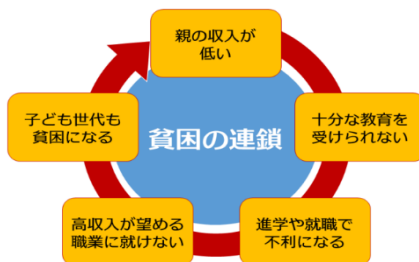 親の収入が
低い
十分な教育を
受けられない
進学や就職で
不利になる
高収入が望める
職業に就けない
子ども世代も
貧困になる
貧困の連鎖